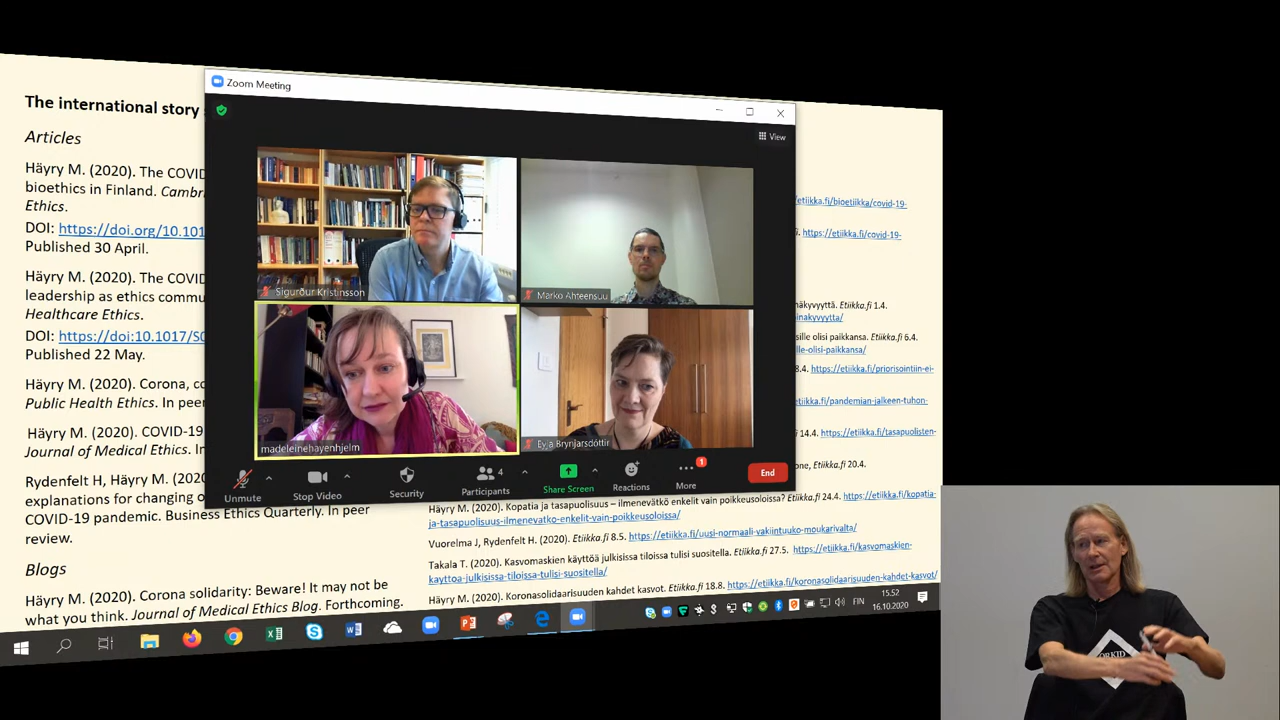 The international story
Articles
Häyry M. (2020). The COVID
bioethics in Finland. Cambr
Ethics.
DOI: https://doi.org/10.101
Published 30 April.
Häyry M. (2020). The COVI
leadership as ethics commu
Healthcare Ethics.
DOI: https://doi:10.1017/S0
Published 22 May.
Häyry M. (2020). Corona, co
Public Health Ethics. In peer
Häyry M. (2020). COVID-19
Journal of Medical Ethics. In
Rydenfelt H, Häyry M. (2020
explanations for changing o
COVID-19 pandemic. Business Ethics Quarterly. In peer
review.
Blogs
Häyry M. (2020). Corona solidarity: Beware! It may not be
what you think. Journal of Medical Ethics Blog. Forthcoming.
Zoom Meeting
View
Sigurður Kristinsson
Marko Ahteensuu
madeleinehayenhjelm
Eyja Brynjarsdóttir
Unmute
Stop Video
Security
Participants
4
Share Screen
Reactions
More
1
End
etiikka.fi/bioetiikka/covid-19-
https://etiikka.fi/covid-19-
näkyvyyttä. Etiikka.fi 1.4.
inakyvyytta/
sille olisi paikkansa. Etiikka.fi 6.4.
lle-olisi-paikkansa/
8.4. https://etiikka.fi/priorisointiin-ei-
etiikka.fi/pandemian-jalkeen-tuhon-
14.4. https://etiikka.fi/tasapuolisten-
one, Etiikka.fi 20.4.
Häyry M. (2020). Kopatia ja tasapuolisuus – ilmenevätkö enkelit vain poikkeusoloissa? Etiikka.fi 24.4. https://etiikka.fi/kopatia-
ja-tasapuolisuus-ilmenevatko-enkelit-vain-poikkeusoloissa/
Vuorelma J, Rydenfelt H. (2020). Etiikka.fi 8.5. https://etiikka.fi/uusi-normaali-vakiintuuko-moukarivalta/
Takala T. (2020). Kasvomaskien käyttöä julkisissa tiloissa tulisi suositella. Etiikka.fi 27.5. https://etiikka.fi/kasvomaskien-
kayttoa-julkisissa-tiloissa-tulisi-suositella/
Häyry M. (2020). Koronasolidaarisuuden kahdet kasvot. Etiikka.fi 18.8. https://etiikka.fi/koronasolidaarisuuden-kahdet-kasvot/
FIN
15.52
16.10.2020